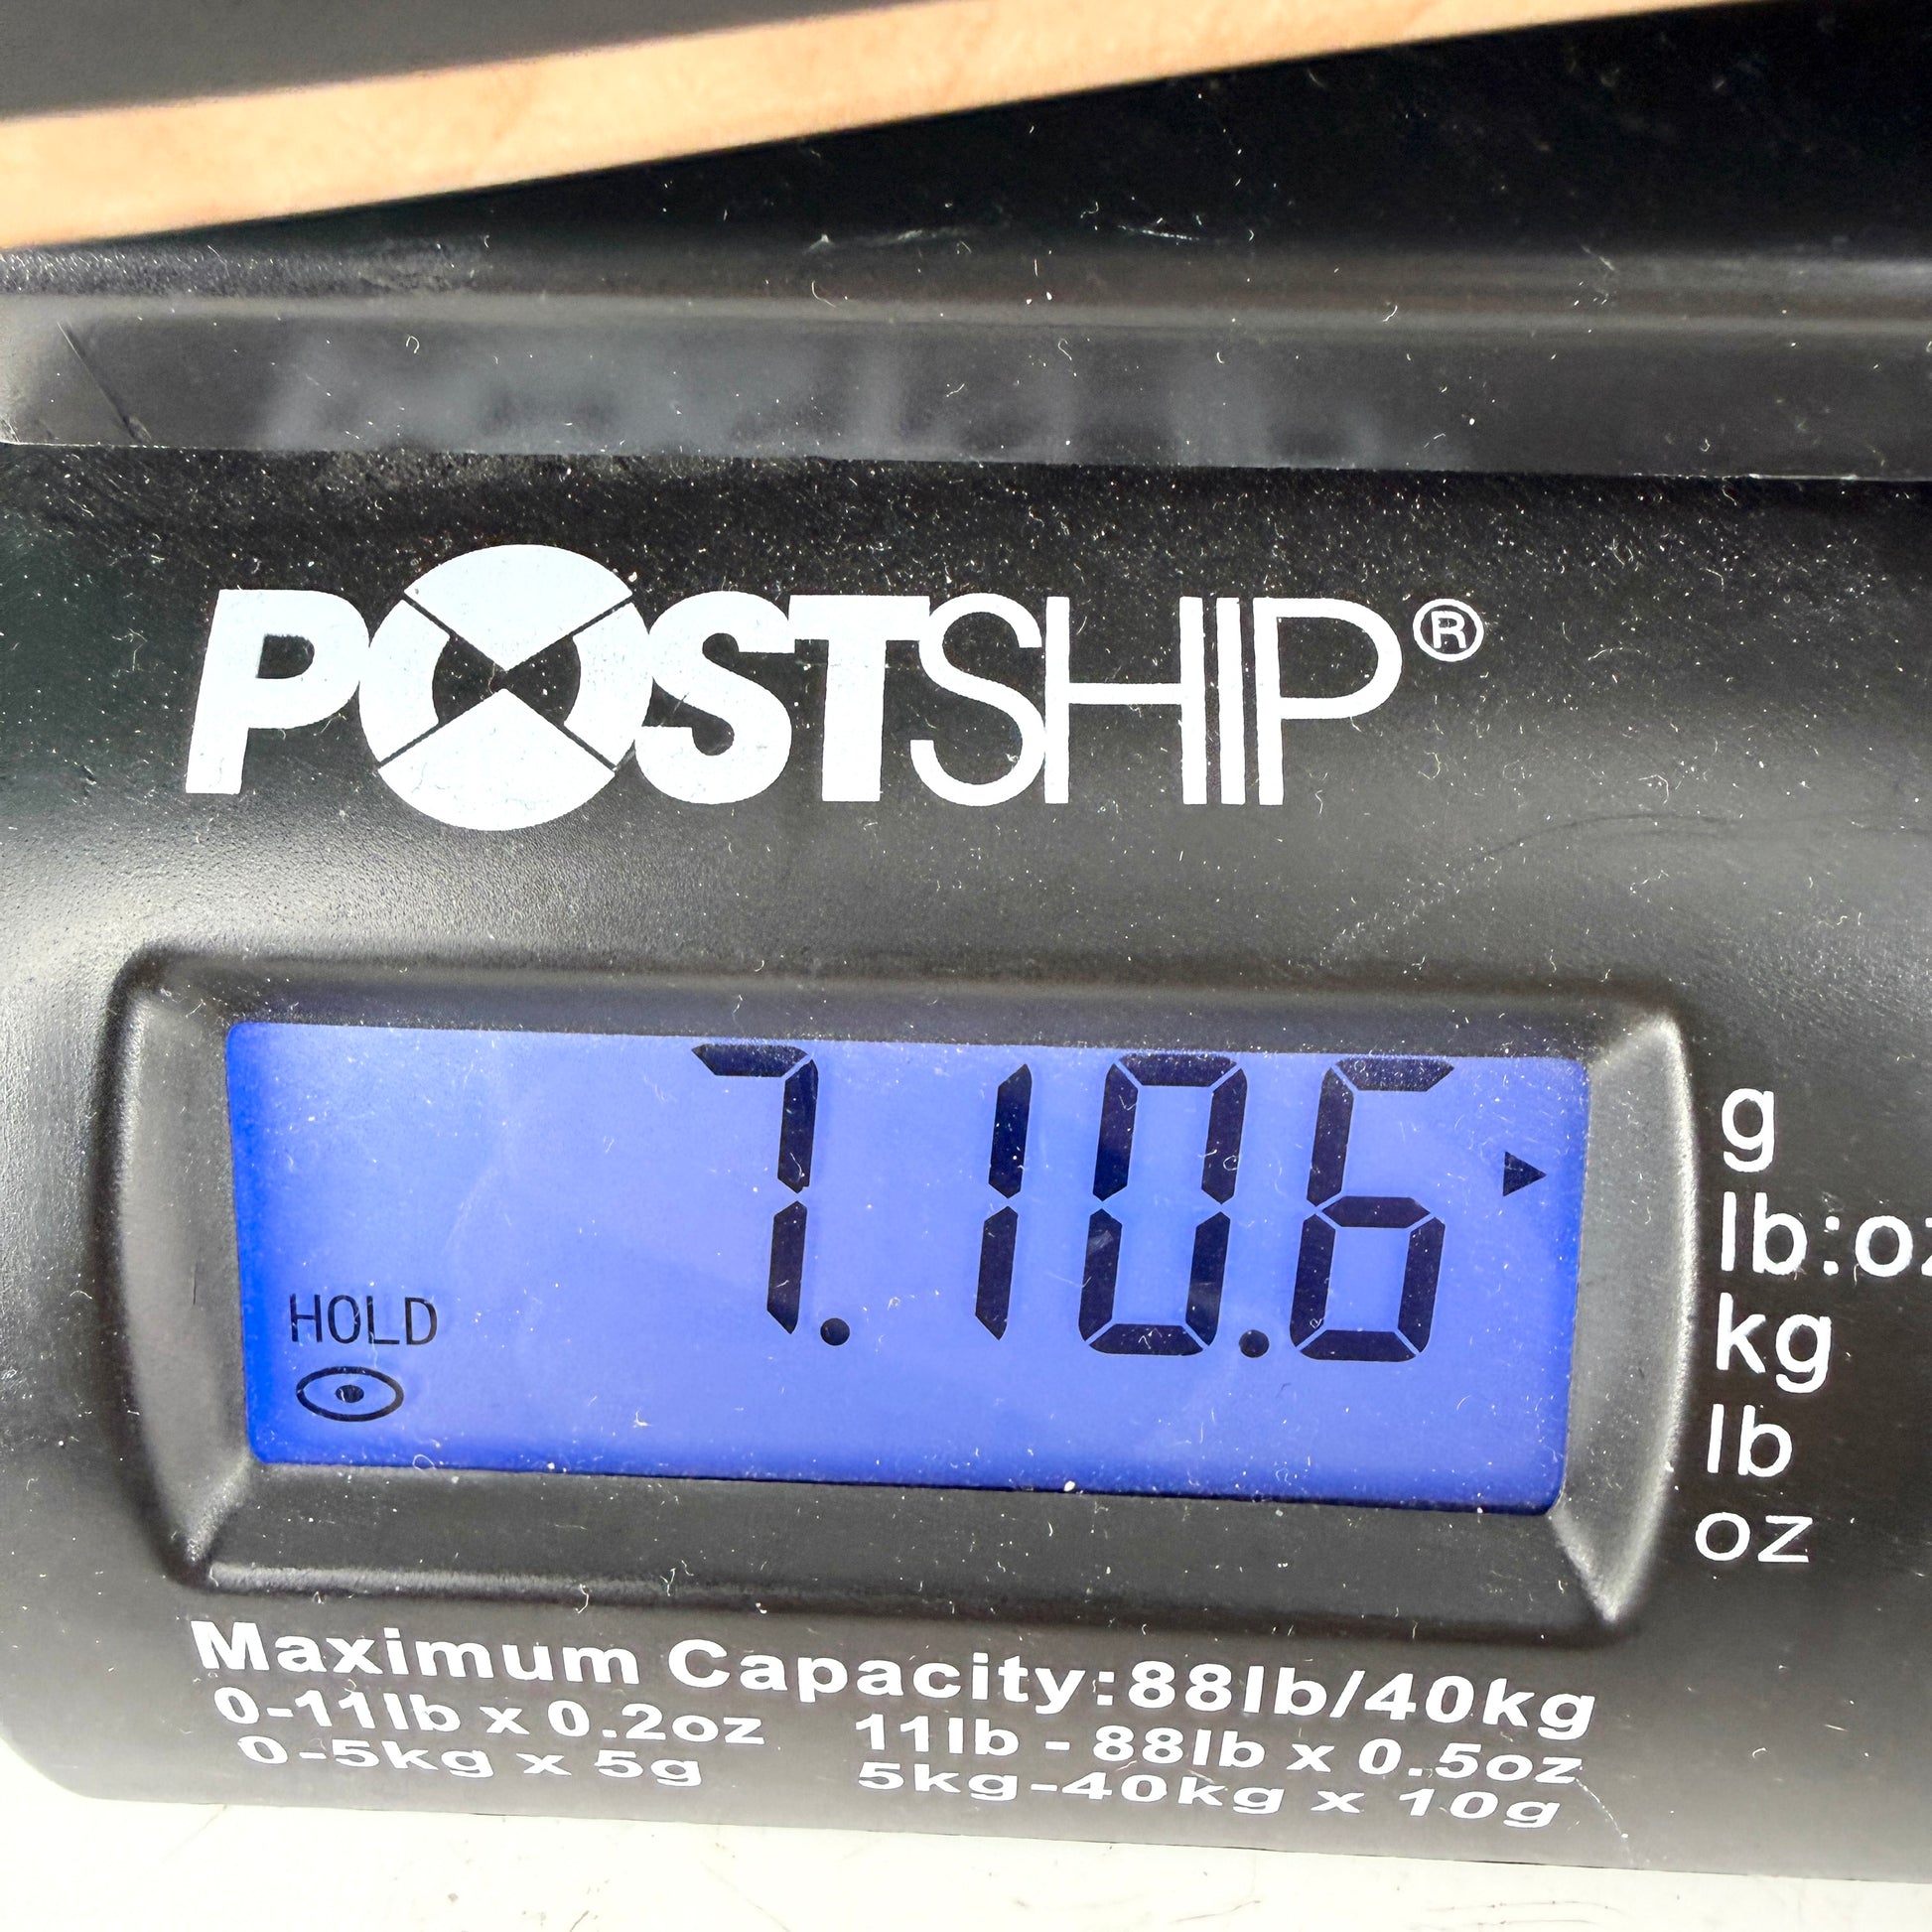 POSTSHIP®
7.10.6
HOLD
g
lb:oz
kg
lb
oz
Maximum Capacity:88lb/40kg
0-11lb x 0.2oz 11lb - 88lb x 0.5oz
0-5kg x 5g 5kg-40kg x 10g